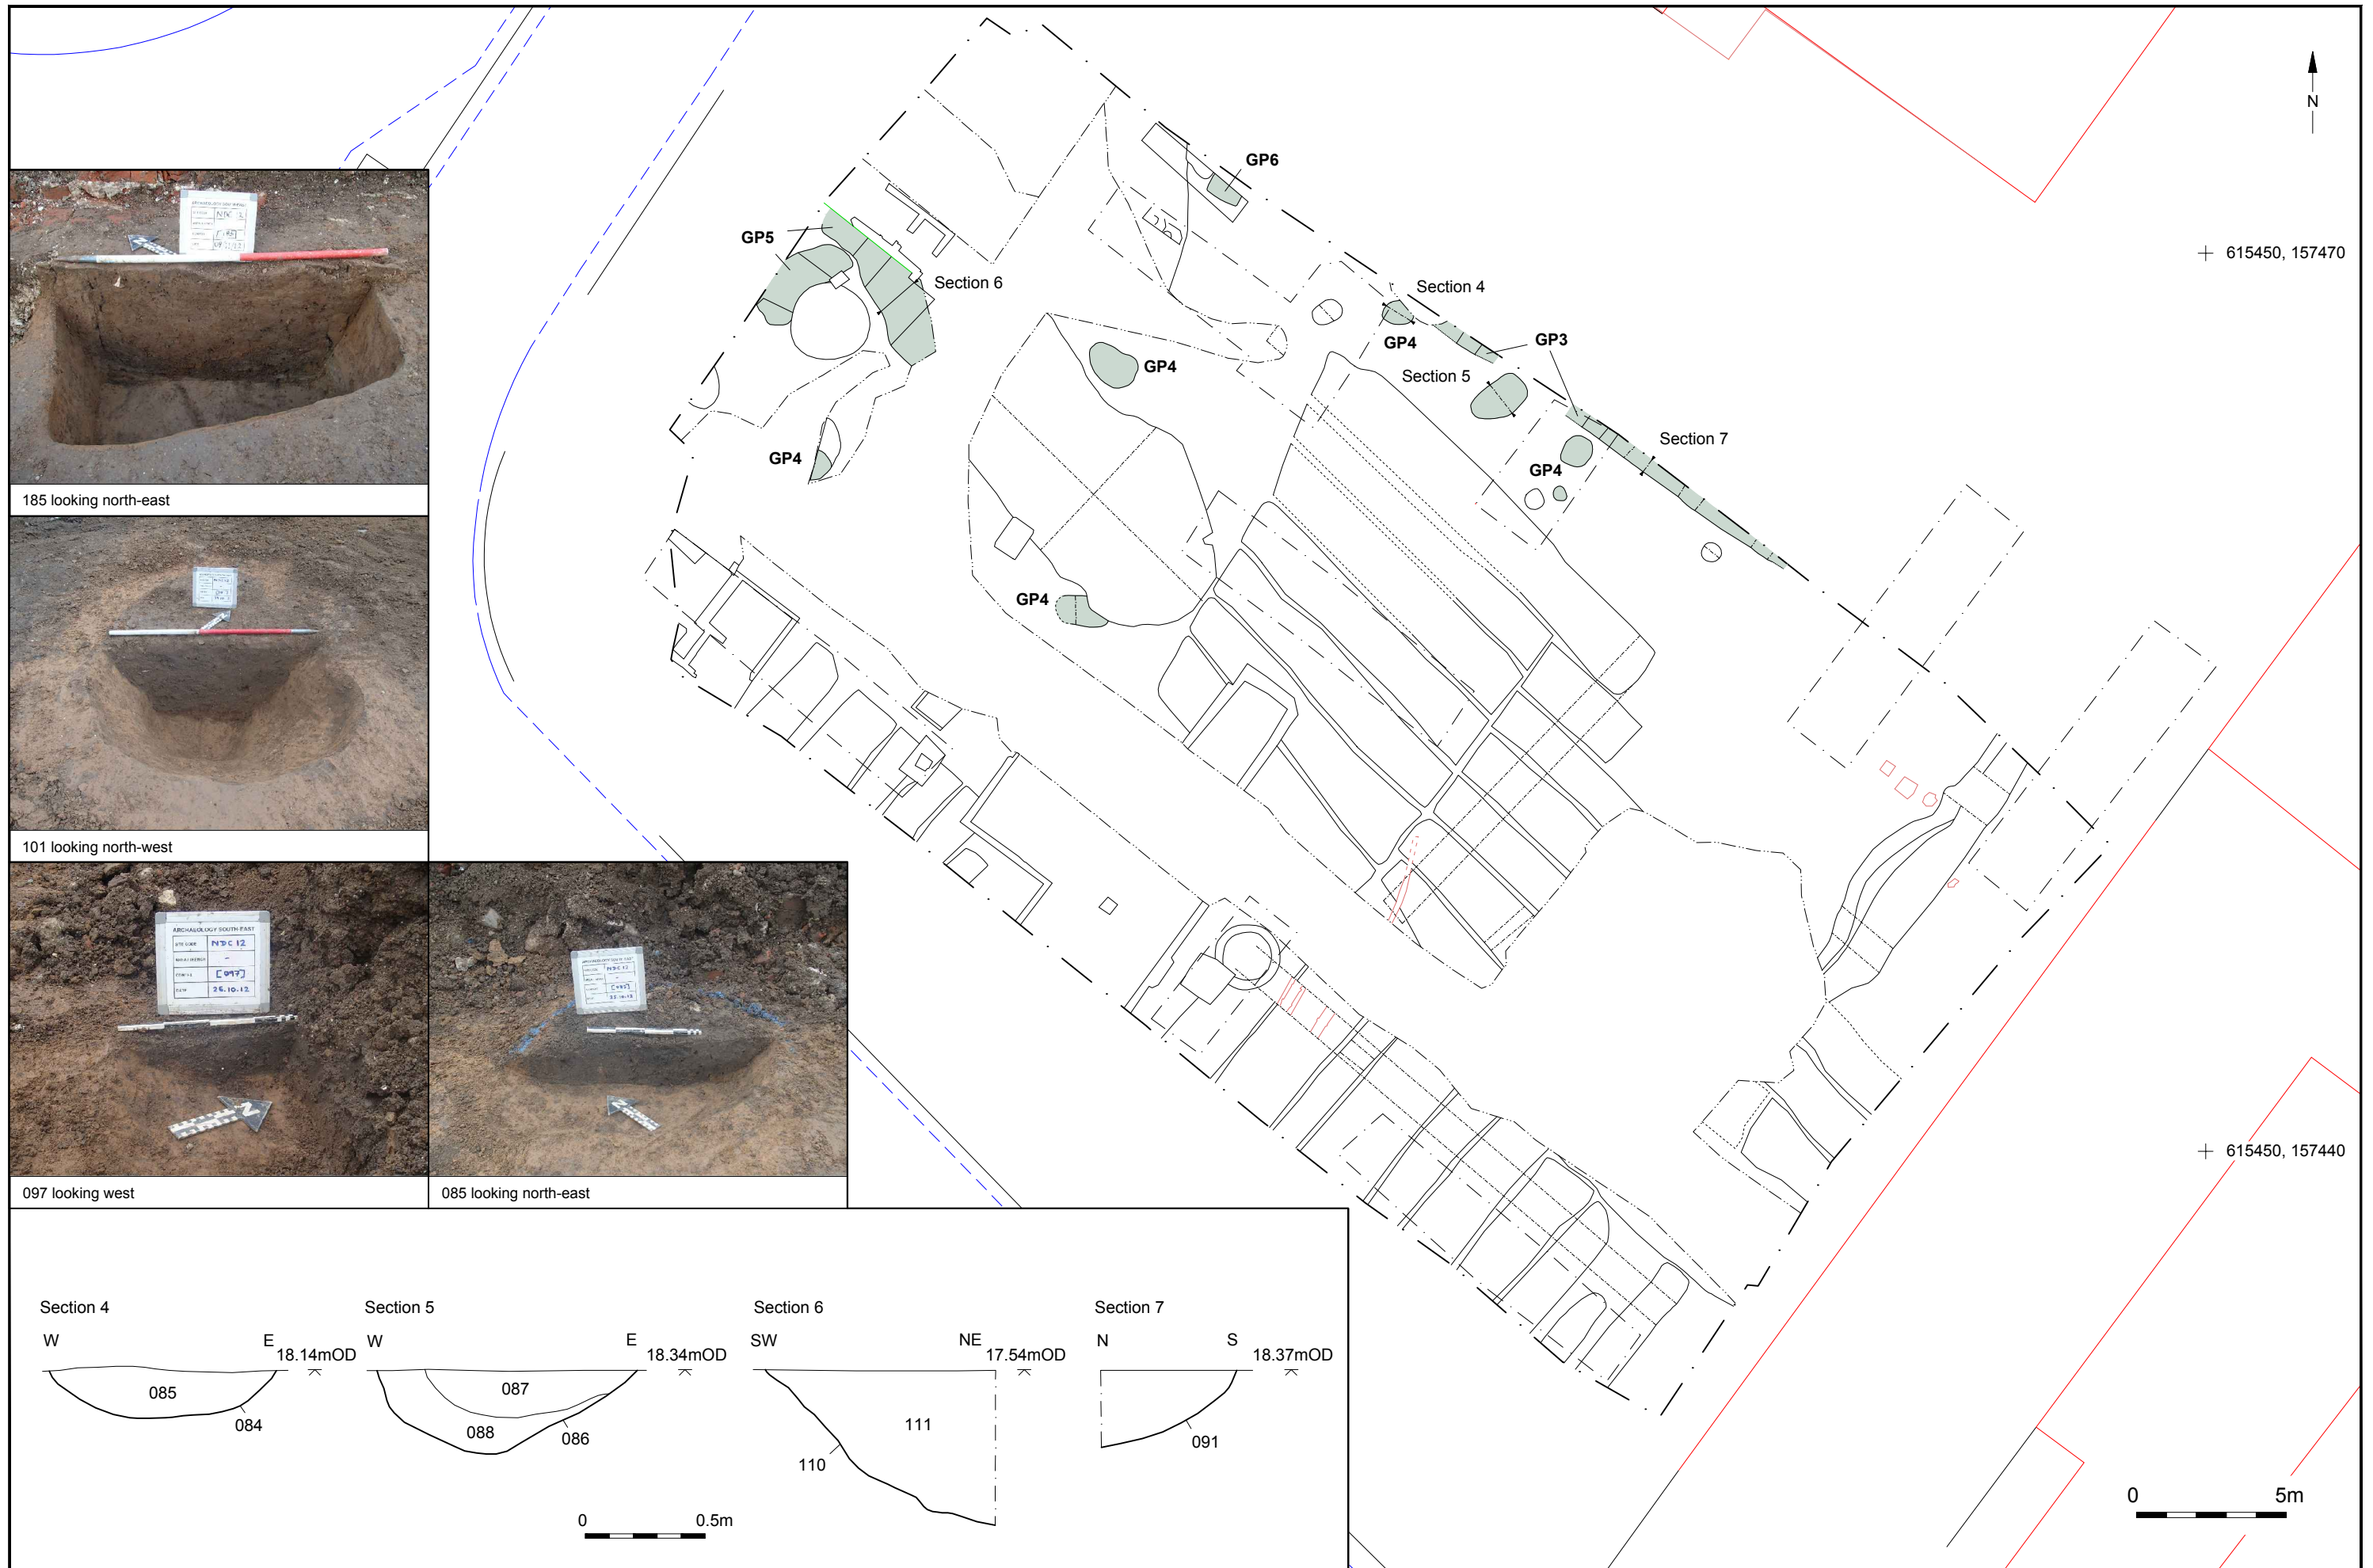 N
GP6
615450, 157470
GP5
Section 6
Section 4
GP3
GP4
GP4
Section 5
Section 7
GP4
GP4
GP4
185 looking north-east
101 looking north-west
ARCHAEOLOGY SOUTH-EAST
NDC 12
[097]
26.10.12
097 looking west
085 looking north-east
615450, 157440
Section 4
Section 5
Section 6
Section 7
W
E
18.14mOD
W
E
18.34mOD
SW
NE
17.54mOD
N
S
18.37mOD
085
084
087
088
086
111
110
091
0
0.5m
0
5m